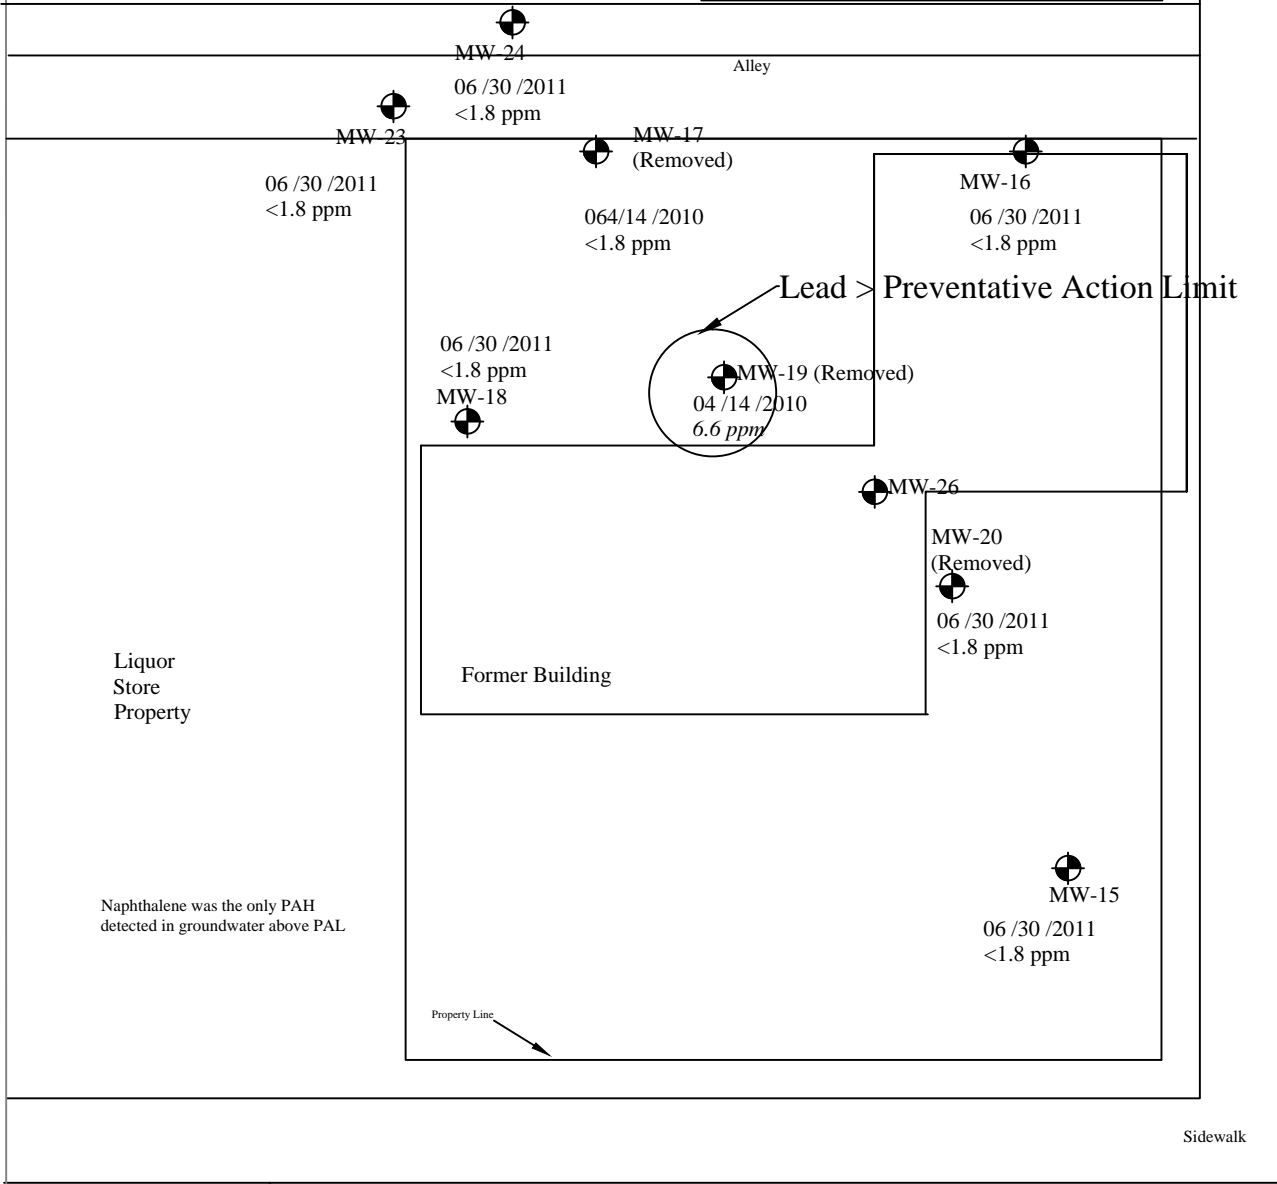 MW-24
Alley
06 /30 /2011
<1.8 ppm
MW-23
06 /30 /2011
<1.8 ppm
MW-17
(Removed)
064/14 /2010
<1.8 ppm
MW-16
06 /30 /2011
<1.8 ppm
Lead > Preventative Action Limit
06 /30 /2011
<1.8 ppm
MW-18
MW-19 (Removed)
04 /14 /2010
6.6 ppm
MW-26
MW-20
(Removed)
06 /30 /2011
<1.8 ppm
Liquor
Store
Property
Former Building
MW-15
06 /30 /2011
<1.8 ppm
Naphthalene was the only PAH
detected in groundwater above PAL
Property Line
Sidewalk